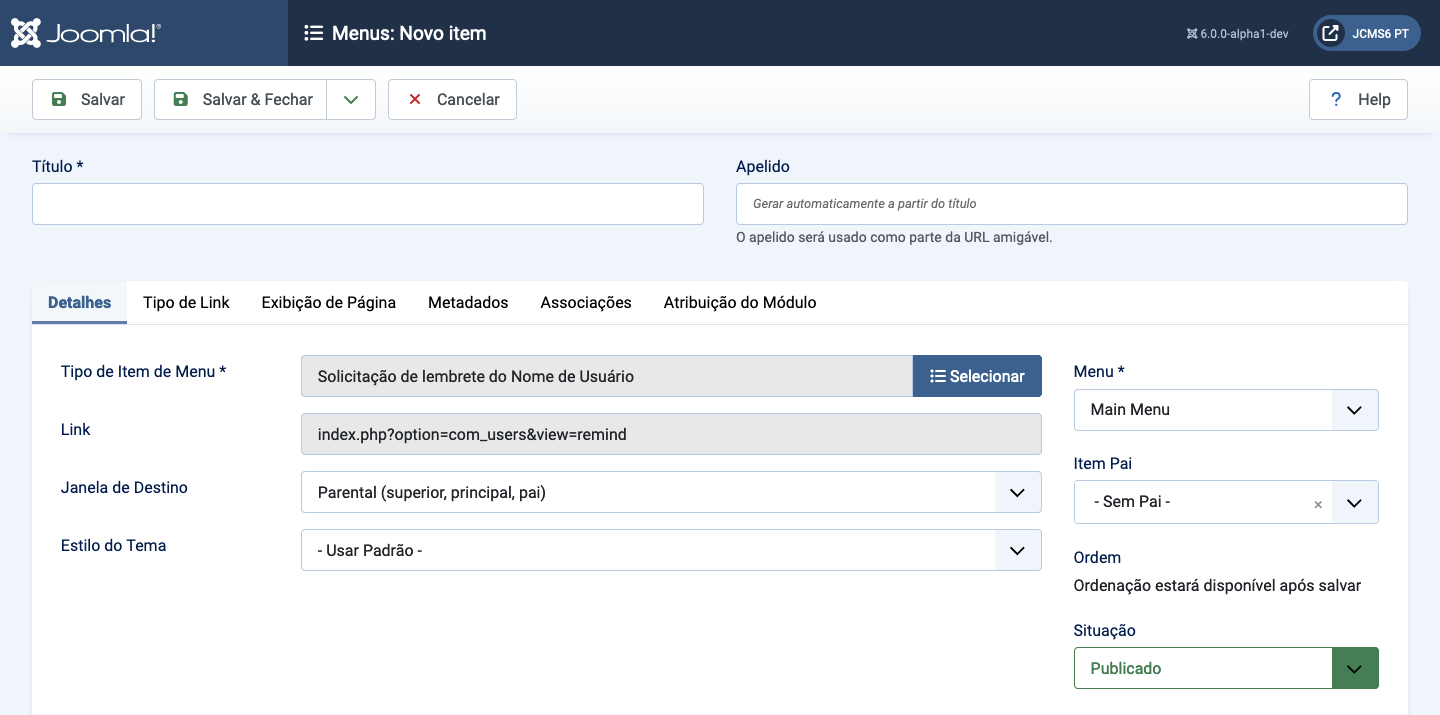 Joomla!®
Menus: Novo item
6.0.0-alpha1-dev
JCMS6 PT
Salvar
Salvar & Fechar
Cancelar
? Help
Título *
Apelido
Gerar automaticamente a partir do título
O apelido será usado como parte da URL amigável.
Detalhes Tipo de Link Exibição de Página Metadados Associações Atribuição do Módulo
Tipo de Item de Menu *
Solicitação de lembrete do Nome de Usuário
Selecionar
Link
index.php?option=com_users&view=remind
Janela de Destino
Parental (superior, principal, pai)
Estilo do Tema
- Usar Padrão -
Menu *
Main Menu
Item Pai
- Sem Pai -
×
Ordem
Ordenação estará disponível após salvar
Situação
Publicado